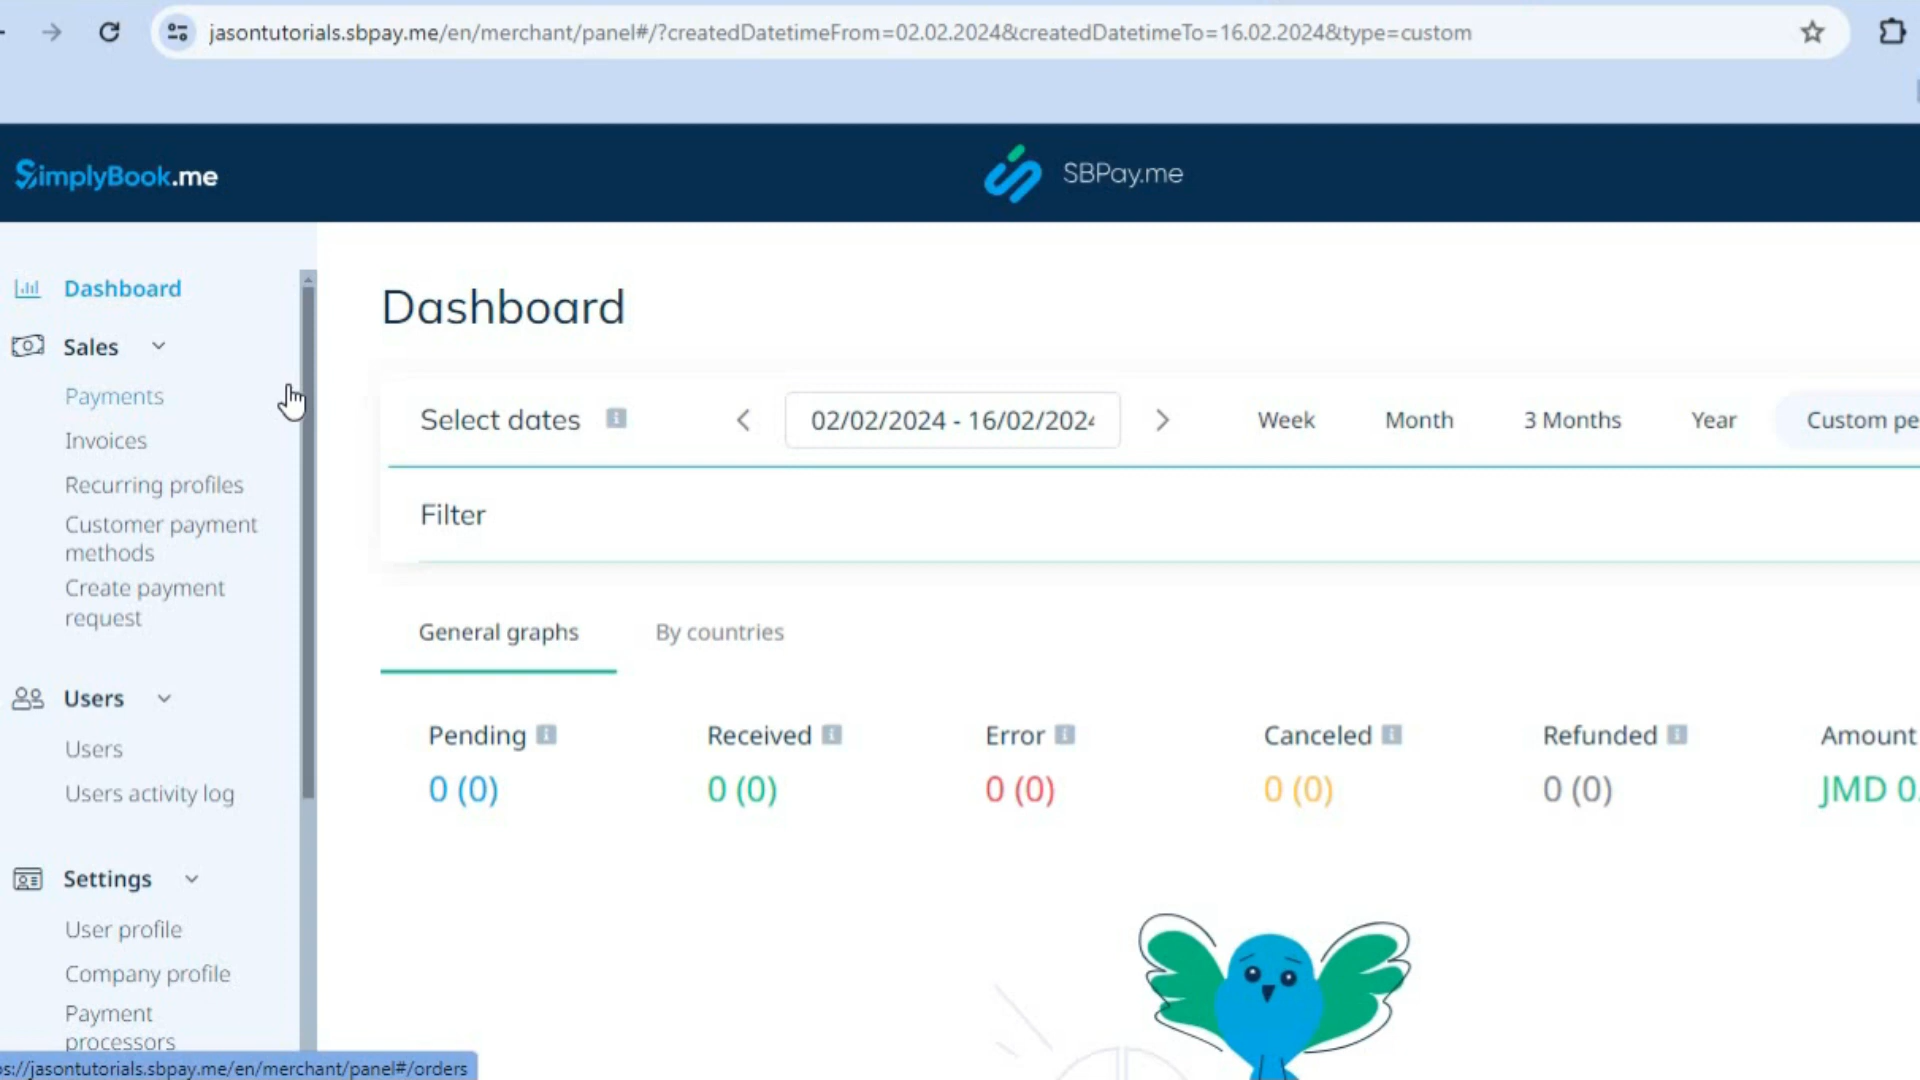 jasontutorials.sbpay.me/en/merchant/panel#/?createdDatetimeFrom=02.02.2024&createdDatetimeTo=16.02.2024&type=custom
SimplyBook.me
SBPay.me
Dashboard
Sales
Payments
Invoices
Recurring profiles
Customer payment
methods
Create payment
request
Users
Users
Users activity log
Settings
User profile
Company profile
Payment
processors
Dashboard
Select dates
02/02/2024 - 16/02/202
Week
Month
3 Months
Year
Custom pe
Filter
General graphs
By countries
Pending
0 (0)
Received
0 (0)
Error
0 (0)
Canceled
0 (0)
Refunded
0 (0)
Amount
JMD 0.
ps://jasontutorials.sbpay.me/en/merchant/panel#/orders